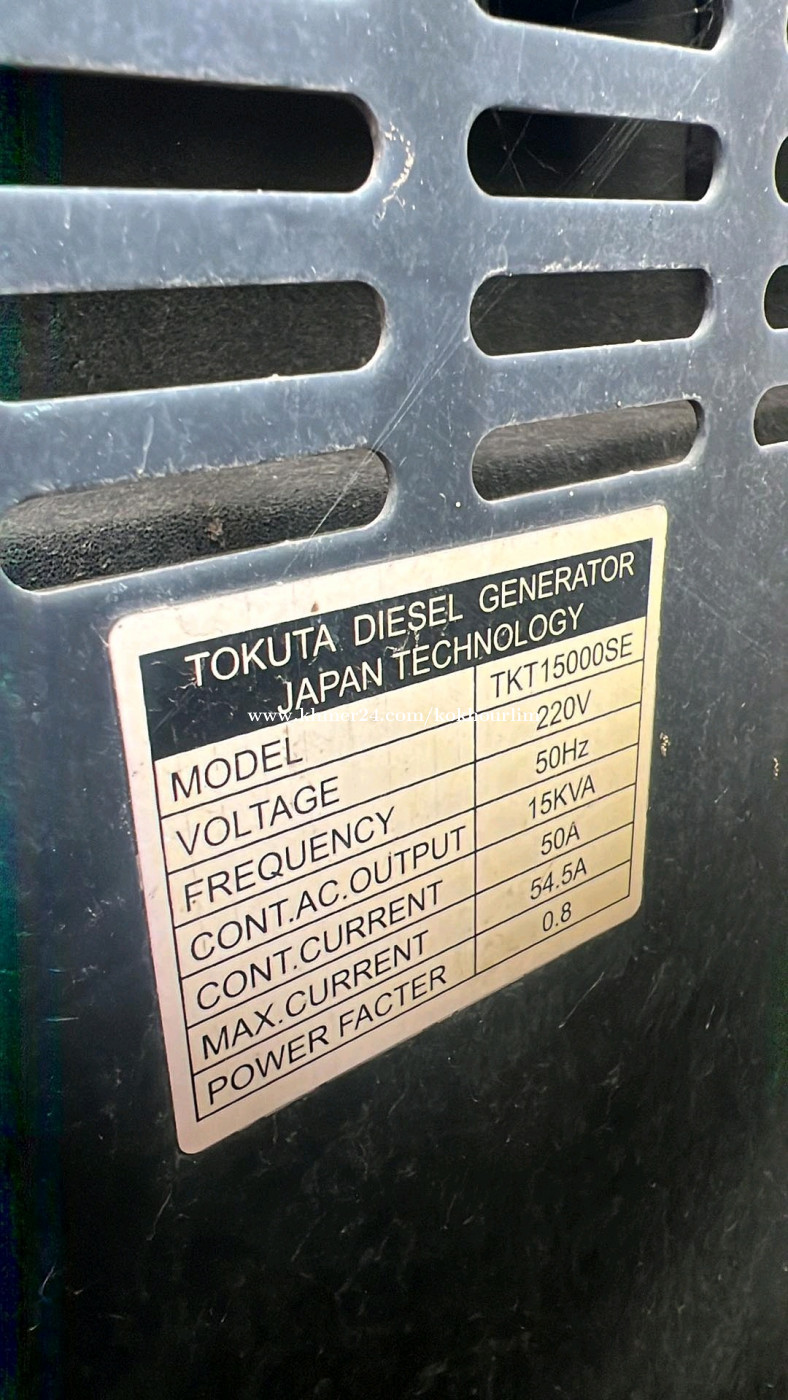 TOKUTA DIESEL GENERATOR
JAPAN TECHNOLOGY
MODEL TKT15000SE
www.khmer24.com/kokhourlim
VOLTAGE 220V
FREQUENCY 50Hz
CONT.AC.OUTPUT 15KVA
CONT.CURRENT 50A
MAX.CURRENT 54.5A
POWER FACTER 0.8